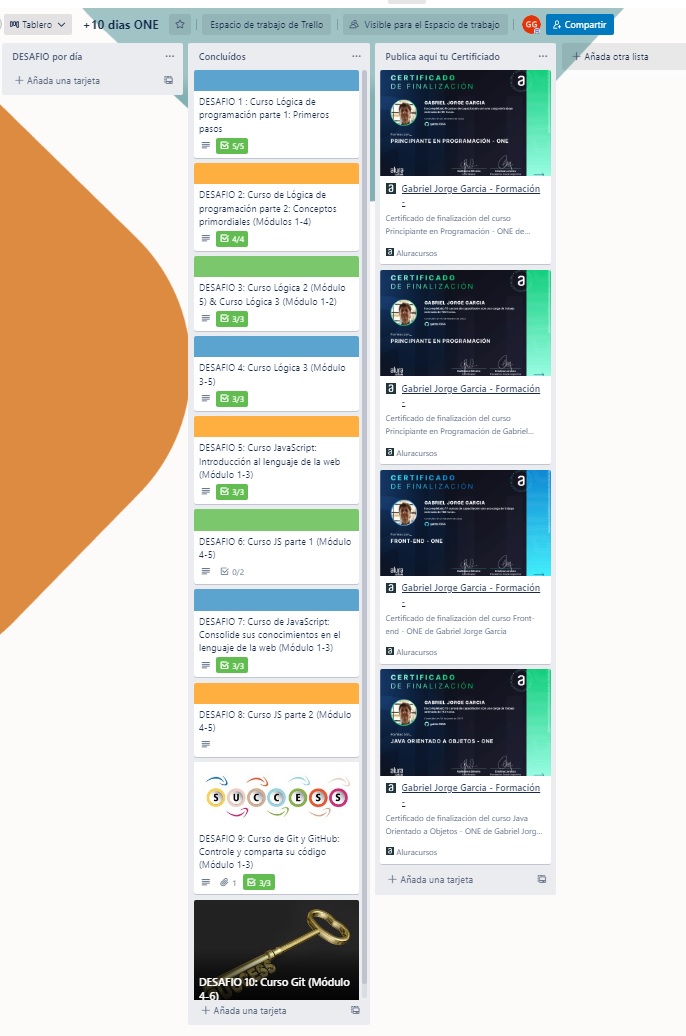 Tablero
+10 dias ONE
Espacio de trabajo de Trello
Visible para el Espacio de trabajo
GG
Compartir
DESAFIO por día
+ Añada una tarjeta
Concluídos
DESAFIO 1 : Curso Lógica de
programación parte 1: Primeros
pasos
5/5
DESAFIO 2: Curso de Lógica de
programación parte 2: Conceptos
primordiales (Módulos 1-4)
4/4
DESAFIO 3: Curso Lógica 2 (Módulo
5) & Curso Lógica 3 (Módulo 1-2)
3/3
DESAFIO 4: Curso Lógica 3 (Módulo
3-5)
3/3
DESAFIO 5: Curso JavaScript:
Introducción al lenguaje de la web
(Módulo 1-3)
3/3
DESAFIO 6: Curso JS parte 1 (Módulo
4-5)
0/2
DESAFIO 7: Curso de JavaScript:
Consolide sus conocimientos en el
lenguaje de la web (Módulo 1-3)
3/3
DESAFIO 8: Curso JS parte 2 (Módulo
4-5)
SUCCESS
DESAFIO 9: Curso de Git y GitHub:
Controle y comparta su código
(Módulo 1-3)
1
3/3
SUCCESS
DESAFIO 10: Curso Git (Módulo
4-6)
+ Añada una tarjeta
Publica aqui tu Certificiado
CERTIFICADO
DE FINALIZACIÓN
a
GABRIEL JORGE GARCIA
PRINCIPIANTE EN PROGRAMACIÓN - ONE
alura
Gabriel Jorge Garcia - Formación
-
Certificado de finalización del curso
Principiante en Programación - ONE de...
Aluracursos
CERTIFICADO
DE FINALIZACIÓN
a
GABRIEL JORGE GARCIA
PRINCIPIANTE EN PROGRAMACIÓN
alura
Gabriel Jorge Garcia - Formación
-
Certificado de finalización del curso
Principiante en Programación de Gabriel...
Aluracursos
CERTIFICADO
DE FINALIZACIÓN
a
GABRIEL JORGE GARCIA
FRONT-END - ONE
alura
Gabriel Jorge Garcia - Formación
-
Certificado de finalización del curso Front-
end - ONE de Gabriel Jorge Garcia
Aluracursos
CERTIFICADO
DE FINALIZACIÓN
a
GABRIEL JORGE GARCIA
JAVA ORIENTADO A OBJETOS - ONE
alura
Gabriel Jorge Garcia - Formación
-
Certificado de finalización del curso Java
Orientado a Objetos - ONE de Gabriel Jorg...
Aluracursos
+ Añada una tarjeta
+ Añada otra lista